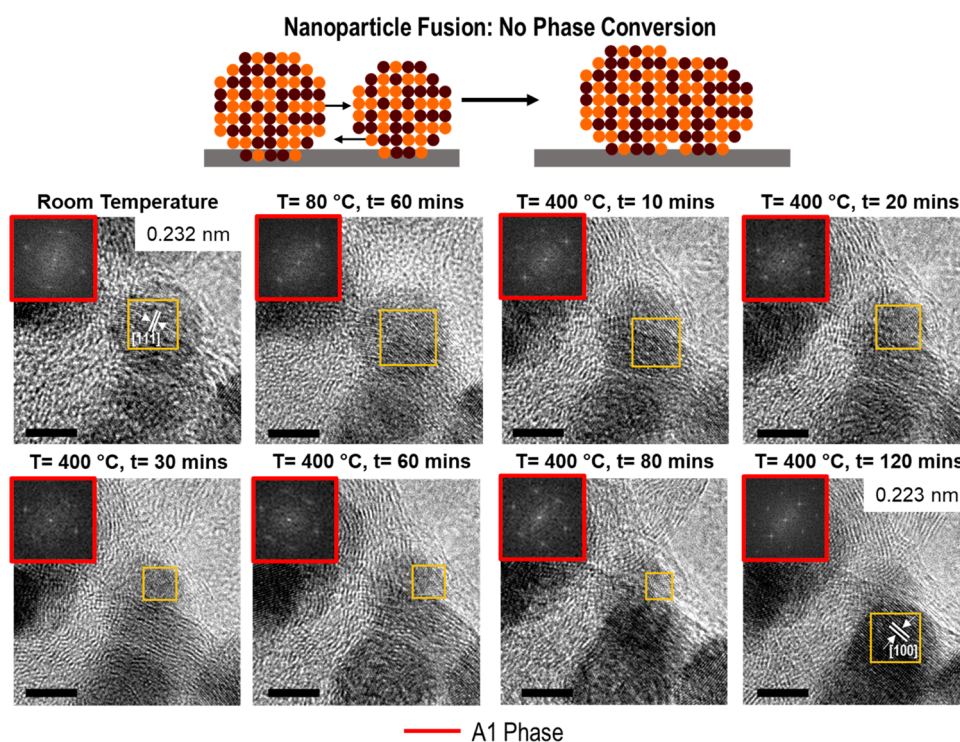 Nanoparticle Fusion: No Phase Conversion
Room Temperature
T= 80 °C, t= 60 mins
T= 400 °C, t= 10 mins
T= 400 °C, t= 20 mins
0.232 nm
[111]
T= 400 °C, t= 30 mins
T= 400 °C, t= 60 mins
T= 400 °C, t= 80 mins
T= 400 °C, t= 120 mins
0.223 nm
[100]
A1 Phase